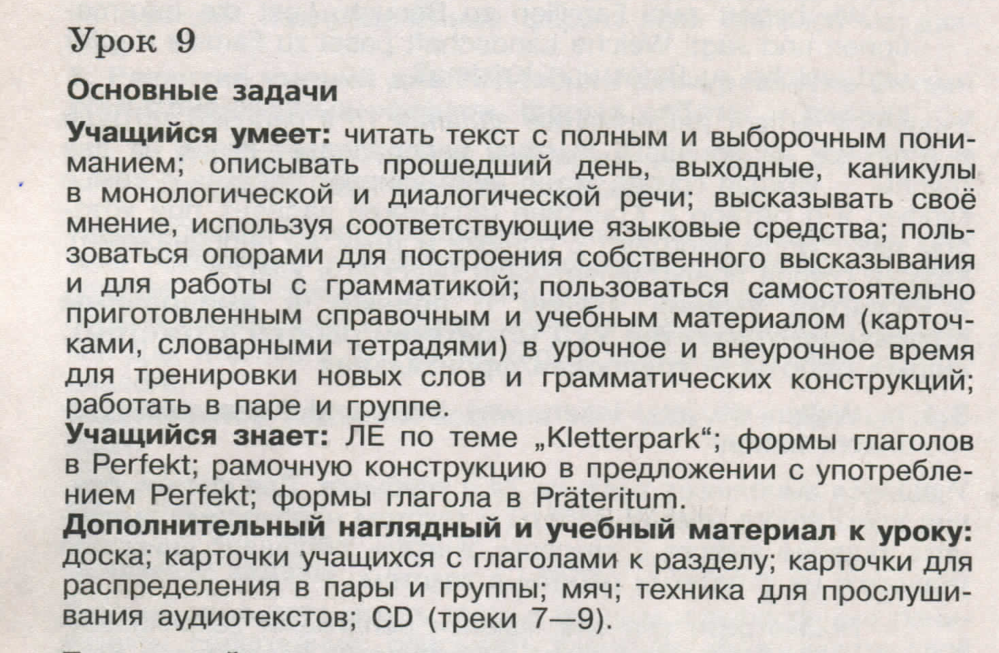 Урок 9
Основные задачи
Учащийся умеет: читать текст с полным и выборочным пони-
манием; описывать прошедший день, выходные, каникулы
в монологической и диалогической речи; высказывать своё
мнение, используя соответствующие языковые средства; поль-
зоваться опорами для построения собственного высказывания
и для работы с грамматикой; пользоваться самостоятельно
приготовленным справочным и учебным материалом (карточ-
ками, словарными тетрадями) в урочное и внеурочное время
для тренировки новых слов и грамматических конструкций;
работать в паре и группе.
Учащийся знает: ЛЕ по теме „Kletterpark“; формы глаголов
в Perfekt; рамочную конструкцию в предложении с употребле-
нием Perfekt; формы глагола в Präteritum.
Дополнительный наглядный и учебный материал к уроку:
доска; карточки учащихся с глаголами к разделу; карточки для
распределения в пары и группы; мяч; техника для прослуши-
вания аудиотекстов; CD (треки 7—9).